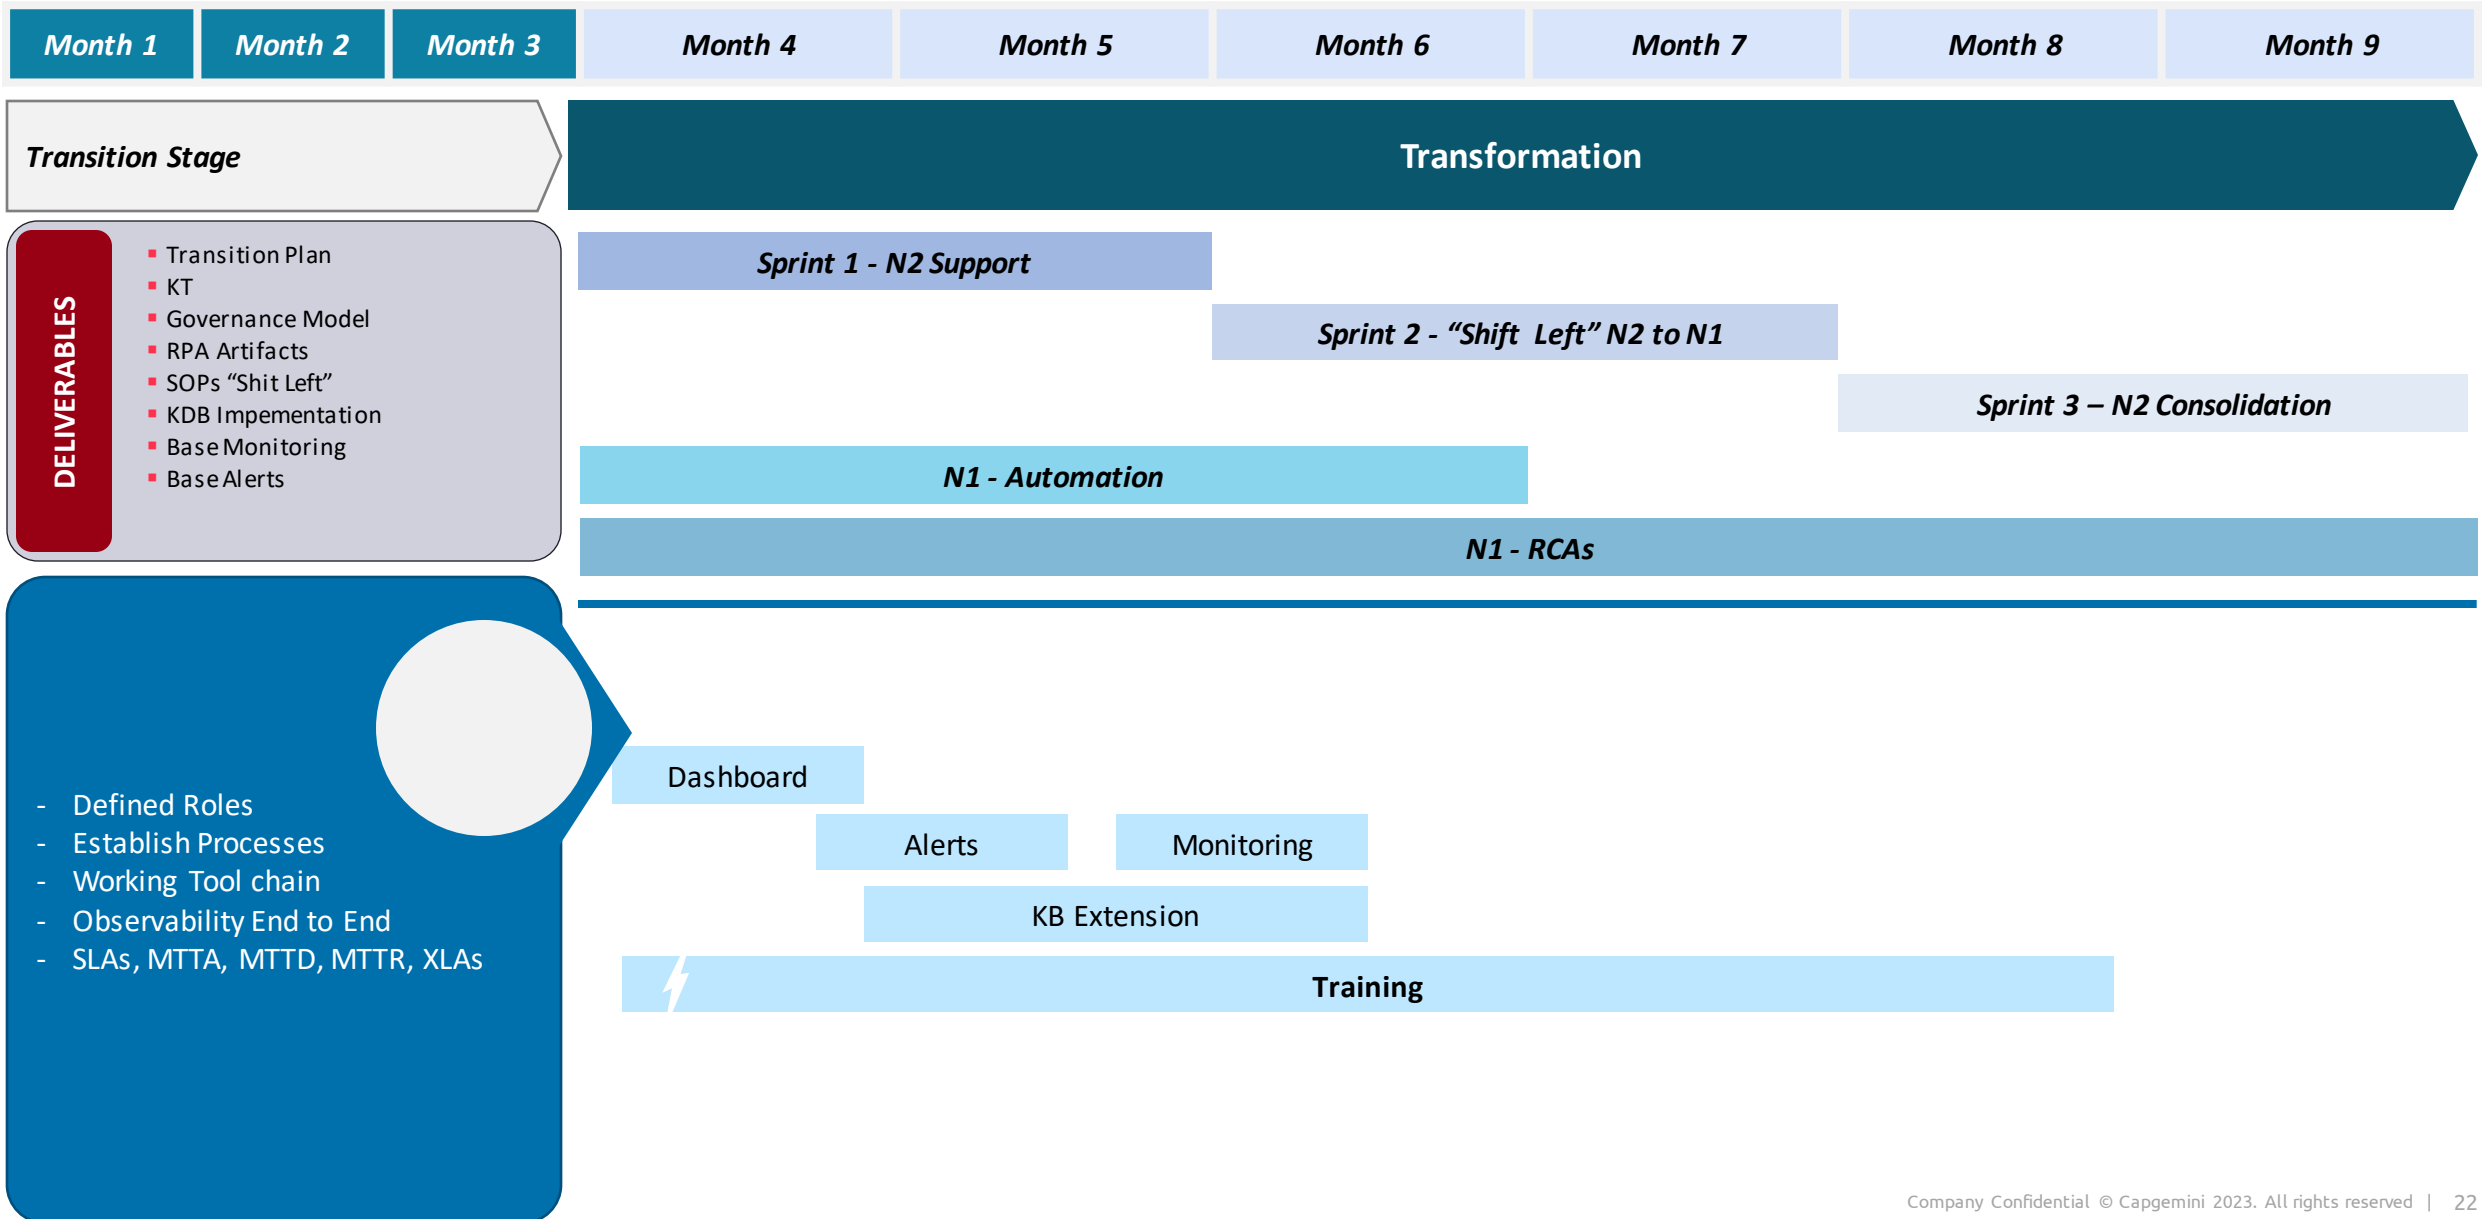 Month 1 Month 2 Month 3 Month 4 Month 5 Month 6 Month 7 Month 8 Month 9
Transition Stage
Transformation
DELIVERABLES
▪ Transition Plan
▪ KT
▪ Governance Model
▪ RPA Artifacts
▪ SOPs “Shit Left”
▪ KDB Impementation
▪ Base Monitoring
▪ Base Alerts
Sprint 1 - N2 Support
Sprint 2 - “Shift Left” N2 to N1
Sprint 3 – N2 Consolidation
N1 - Automation
N1 - RCAs
- Defined Roles
- Establish Processes
- Working Tool chain
- Observability End to End
- SLAs, MTTA, MTTD, MTTR, XLAs
Dashboard
Alerts
Monitoring
KB Extension
Training
Company Confidential © Capgemini 2023. All rights reserved | 22